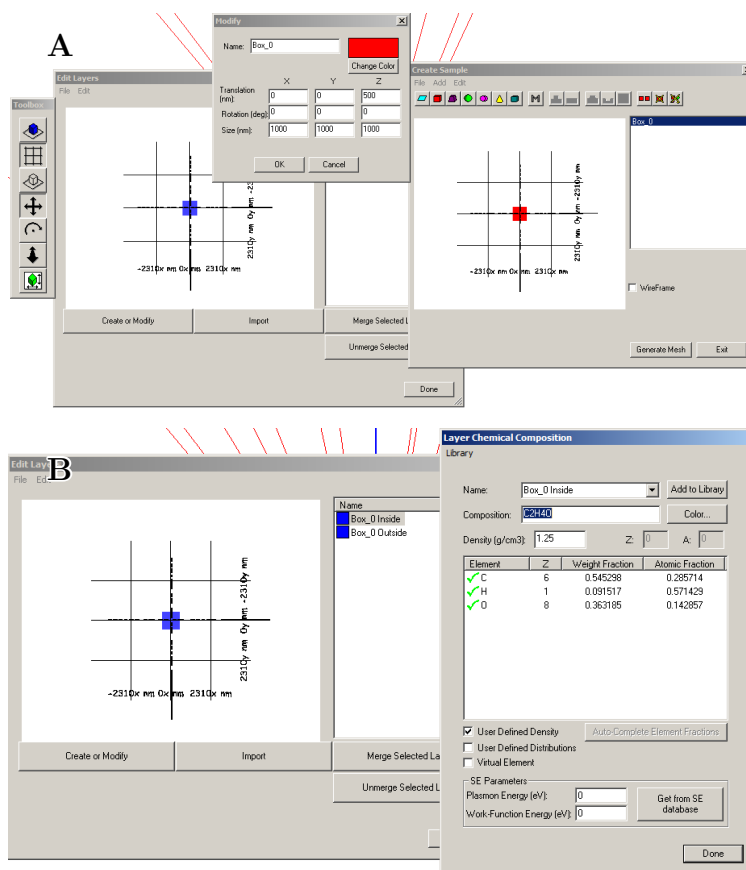 A
Modify
Name: Box_0
Change Color
X Y Z
Translation (nm): 0 0 500
Rotation (deg): 0 0 0
Size (nm): 1000 1000 1000
OK Cancel
Edit Layers
File Edit
Toolbox
-2310x nm 0x nm 2310x nm
2310y nm 0y nm -231
Create or Modify Import Merge Selected L
Unmerge Selected
Done
Create Sample
File Add Edit
M
Box_0
-2310x nm 0x nm 2310x nm
2310y nm 0y nm -2310y nm
WireFrame
Generate Mesh Exit
B
Edit Laye
File Edi
Name
Box_0 Inside
Box_0 Outside
-2310x nm 0x nm 2310x nm
2310y nm 0y nm -2310y nm
Create or Modify Import Merge Selected La
Unmerge Selected L
Layer Chemical Composition
Library
Name: Box_0 Inside Add to Library
Composition: C2H4O Color...
Density (g/cm3): 1.25 Z: 0 A: 0
Element Z Weight Fraction Atomic Fraction
C 6 0.545298 0.285714
H 1 0.091517 0.571429
O 8 0.363185 0.142857
User Defined Density Auto-Complete Element Fractions
User Defined Distributions
Virtual Element
SE Parameters
Plasmon Energy (eV): 0
Work-Function Energy (eV): 0
Get from SE
database
Done